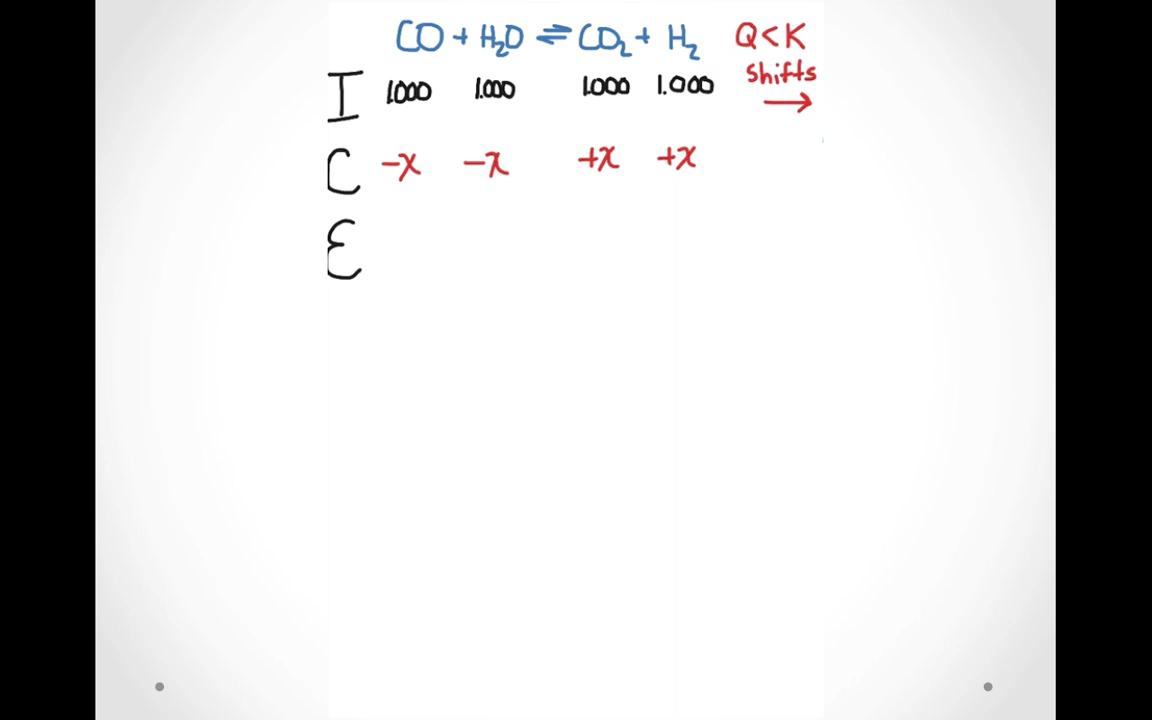 CO + H₂O ⇌ CO₂ + H₂ Q < K
shifts
→
I 1.000 1.000 1.000 1.000
C -x -x +x +x
E